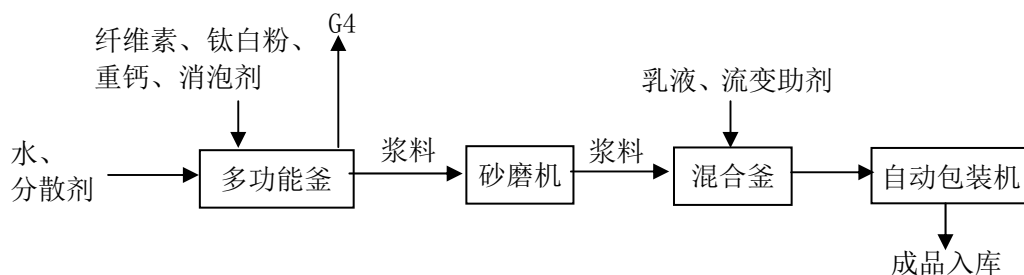 纤维素、钛白粉、
重钙、消泡剂
G4
乳液、流变助剂
水、
分散剂
多功能釜
浆料
砂磨机
浆料
混合釜
自动包装机
成品入库